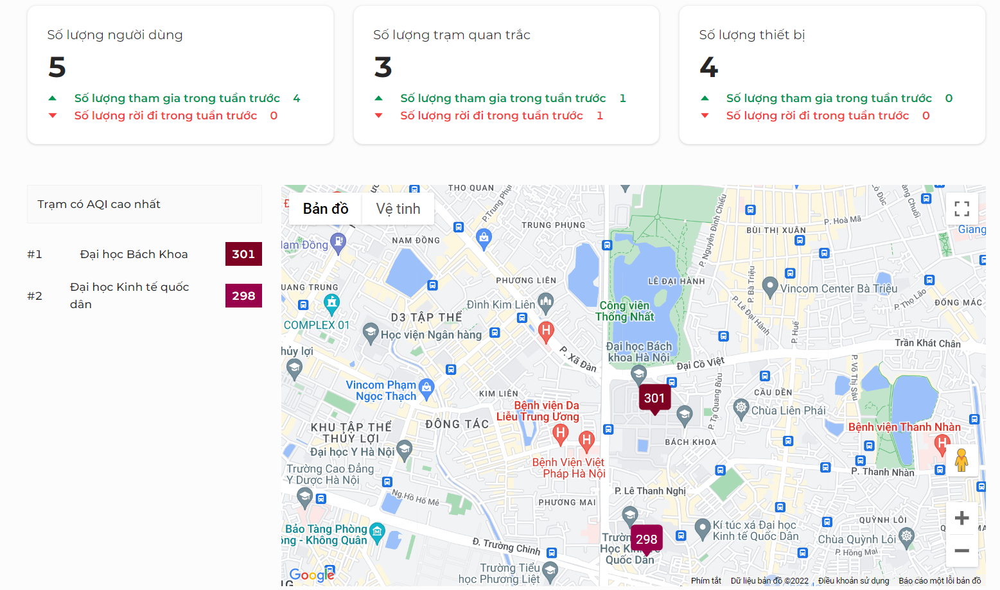 Số lượng người dùng
5
Số lượng tham gia trong tuần trước 4
Số lượng rời đi trong tuần trước 0
Số lượng trạm quan trắc
3
Số lượng tham gia trong tuần trước 1
Số lượng rời đi trong tuần trước 1
Số lượng thiết bị
4
Số lượng tham gia trong tuần trước 0
Số lượng rời đi trong tuần trước 0
Trạm có AQI cao nhất
#1 Đại học Bách Khoa 301
#2 Đại học Kinh tế quốc
dân
298
Bản đồ
Vệ tinh
THO QUAN
P.Trung Phụ
TRUNG PHỤNG
NAM ĐỒNG
Nam Đồng
P. Nguyễn Đình Chiểu
BÙI THỊ XUÂN
P. Hoà Mã
Giang
UANG TRUNG
PHƯƠNG LIÊN
LÊ ĐẠI HÀNH
P. Bà Triệu
Vincom Center Bà Triệu
P. Thọ Lão
ĐỐNG MÁC
COMPLEX 01
D3 TẬP THỂ
Đình Kim Liên
Công viên
Thống Nhất
P. Lê Đại Hành
P. Huế
Học viện Ngân hàng
P. Xã Đàn
Đại học Bách
khoa Hà Nội
Đại Cồ Việt
Trần Khát Chân
hủy lợi
P. Võ Thị Sáu
Vincom Phạm
Ngọc Thạch
KIM LIÊN
301
P. Tạ Quang Bửu
CẦU DỀN
Chùa Liên Phái
Bệnh viện Da
Liễu Trung Ương
KHU TẬP THỂ
THỦY LỢI
ĐÔNG TÁC
Bệnh viện Thanh Nhàn
BÁCH KHOA
Đại học Y Hà Nội
Bệnh Viện Việt
Pháp Hà Nội
Trường Cao Đẳng
Y Dược Hà Nội
P. Thanh Nhàn
P. Lê Thanh Nghị
Ng.Hồ Hố Mẻ
PHƯƠNG MAI
QUỲNH LÔI
Bảo Tàng Phòng
ông - Không Quân
298
Học
Quốc Dân
Kí túc xá Đại học
Kinh tế Quốc Dân
Chùa Quỳnh Lôi
P. Hồng Mai
Đ. Trường Chinh
Trường Tiểu
học Phương Liệt
Google
Phím tắt
Dữ liệu bản đồ ©2022
Điều khoản sử dụng
Báo cáo một lỗi bản đồ